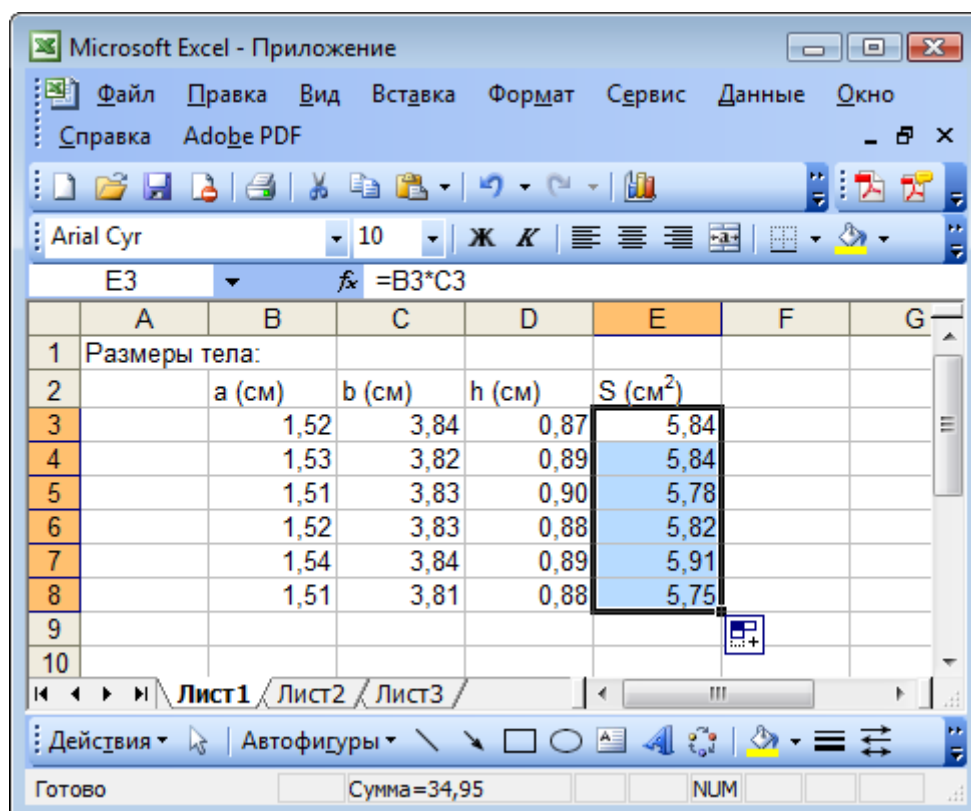 Microsoft Excel - Приложение
Файл Правка Вид Вставка Формат Сервис Данные Окно
Справка Adobe PDF
Arial Cyr 10 Ж К
E3 fx =B3*C3
A B C D E F G
1 Размеры тела:
2 a (см) b (см) h (см) S (см²)
3 1,52 3,84 0,87 5,84
4 1,53 3,82 0,89 5,84
5 1,51 3,83 0,90 5,78
6 1,52 3,83 0,88 5,82
7 1,54 3,84 0,89 5,91
8 1,51 3,81 0,88 5,75
9
10
Лист1 Лист2 Лист3
Действия Автофигуры
Готово Сумма=34,95 NUM